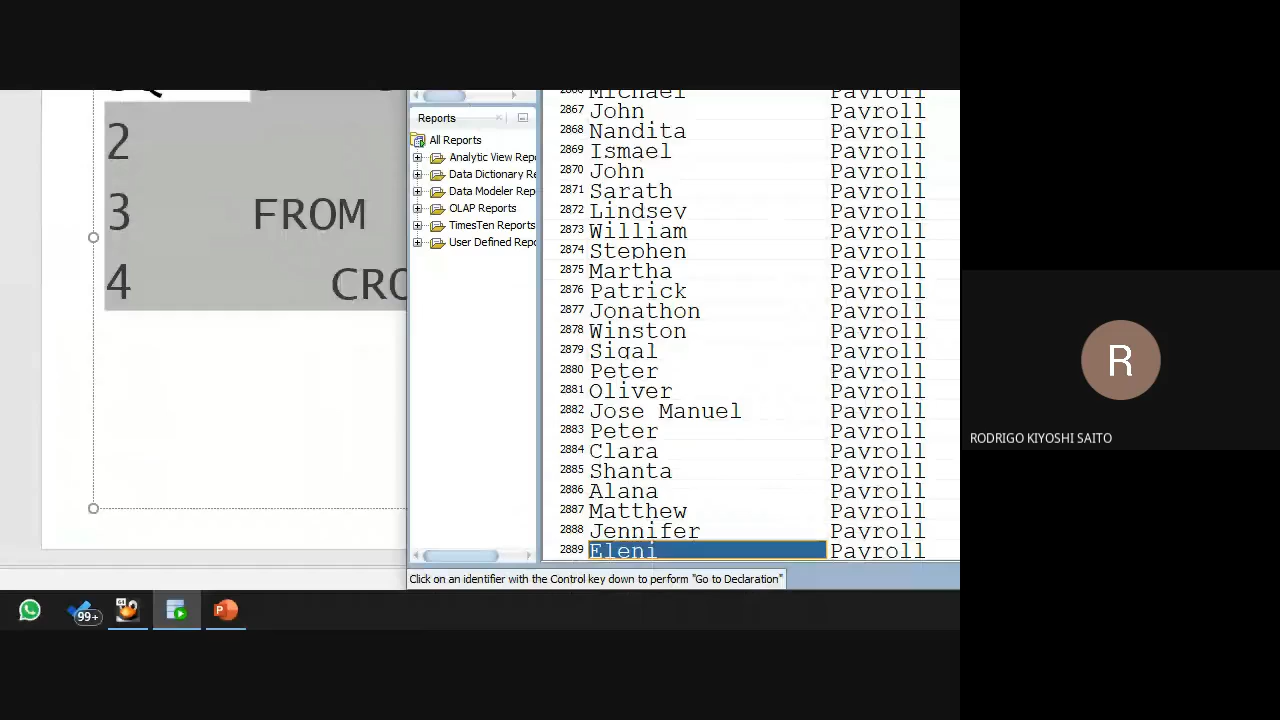 2
3 FROM
4 CRO
Reports
All Reports
Analytic View Repo
Data Dictionary Re
Data Modeler Rep
OLAP Reports
TimesTen Reports
User Defined Repo
Michael Payroll
2867 John Payroll
2868 Nandita Payroll
2869 Ismael Payroll
2870 John Payroll
2871 Sarath Payroll
2872 Lindsey Payroll
2873 William Payroll
2874 Stephen Payroll
2875 Martha Payroll
2876 Patrick Payroll
2877 Jonathon Payroll
2878 Winston Payroll
2879 Sigal Payroll
2880 Peter Payroll
2881 Oliver Payroll
2882 Jose Manuel Payroll
2883 Peter Payroll
2884 Clara Payroll
2885 Shanta Payroll
2886 Alana Payroll
2887 Matthew Payroll
2888 Jennifer Payroll
2889 Eleni Payroll
Click on an identifier with the Control key down to perform "Go to Declaration"
99+
P
R
RODRIGO KIYOSHI SAITO